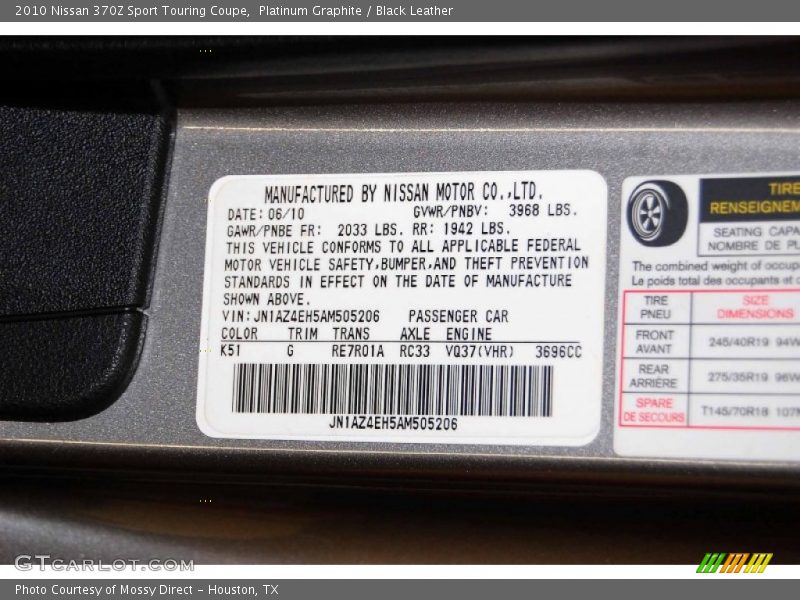 2010 Nissan 370Z Sport Touring Coupe,  Platinum Graphite / Black Leather
MANUFACTURED BY NISSAN MOTOR CO.,LTD.
DATE: 06/10 GVWR/PNBV: 3968 LBS.
GAWR/PNBE FR: 2033 LBS. RR: 1942 LBS.
THIS VEHICLE CONFORMS TO ALL APPLICABLE FEDERAL
MOTOR VEHICLE SAFETY,BUMPER,AND THEFT PREVENTION
STANDARDS IN EFFECT ON THE DATE OF MANUFACTURE
SHOWN ABOVE.
VIN: JN1AZ4EH5AM505206 PASSENGER CAR
COLOR TRIM TRANS AXLE ENGINE
K51 G RE7R01A RC33 VQ37(VHR) 3696CC
JN1AZ4EH5AM505206
TIRE
RENSEIGNEM
SEATING CAPA
NOMBRE DE PL
The combined weight of occup
Le poids total des occupants et c
TIRE SIZE
PNEU DIMENSIONS
FRONT
AVANT 245/40R19 94W
REAR
ARRIÈRE 275/35R19 96W
SPARE
DE SECOURS T145/70R18 107M
GTCarLot.com
Photo Courtesy of Mossy Direct – Houston, TX